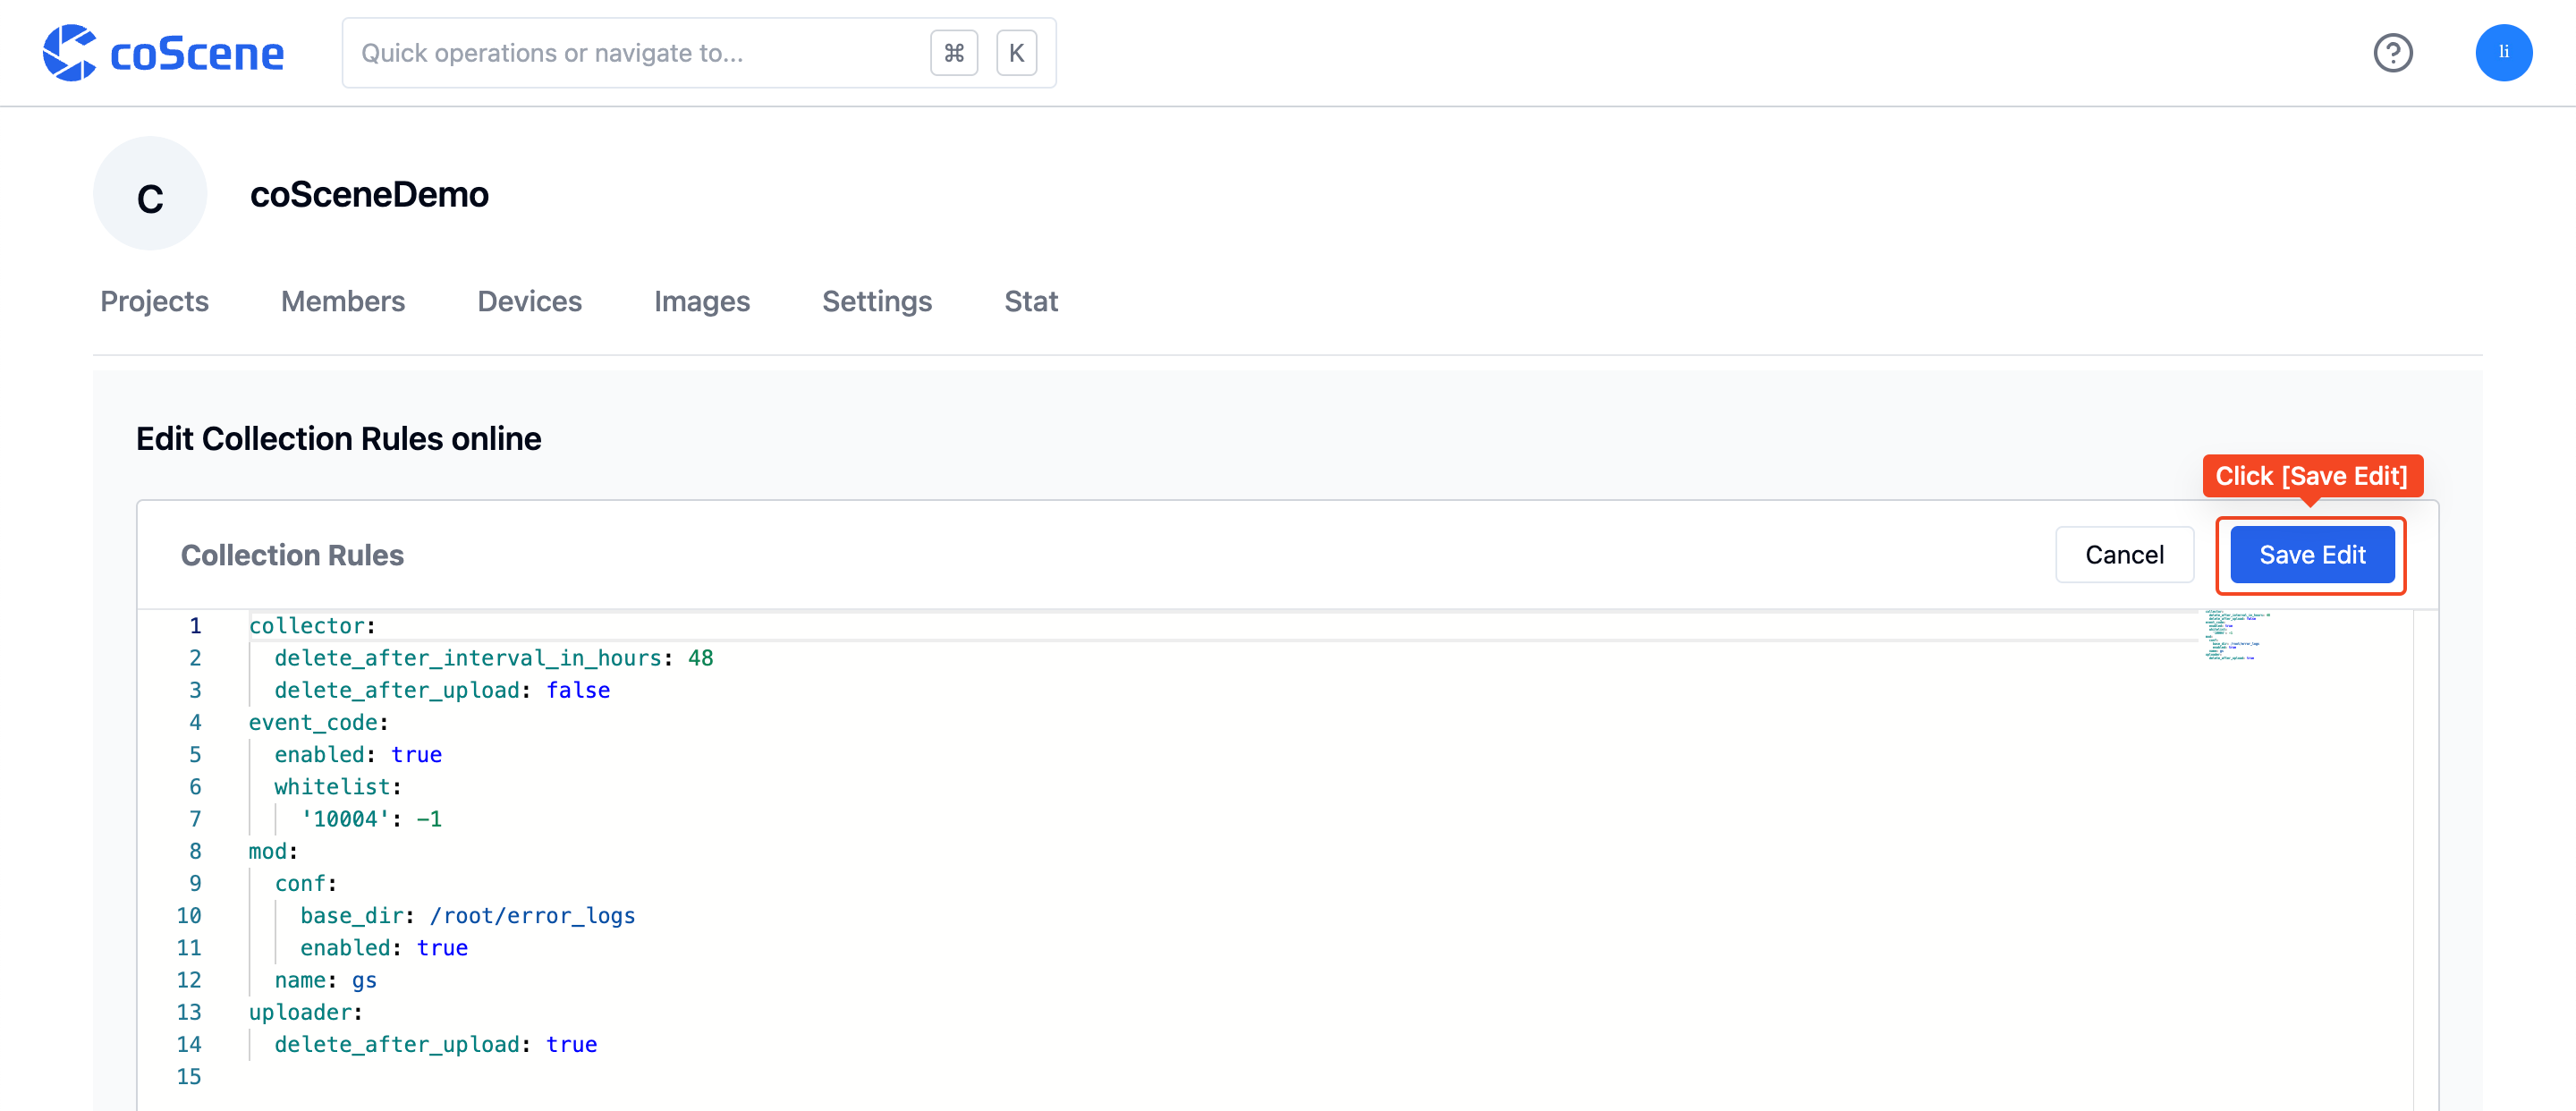 coScene
Quick operations or navigate to...
⌘ K
li
C
coSceneDemo
Projects Members Devices Images Settings Stat
Edit Collection Rules online
Click [Save Edit]
Collection Rules
Cancel
Save Edit
1 collector:
2 delete_after_interval_in_hours: 48
3 delete_after_upload: false
4 event_code:
5 enabled: true
6 whitelist:
7 '10004': -1
8 mod:
9 conf:
10 base_dir: /root/error_logs
11 enabled: true
12 name: gs
13 uploader:
14 delete_after_upload: true
15